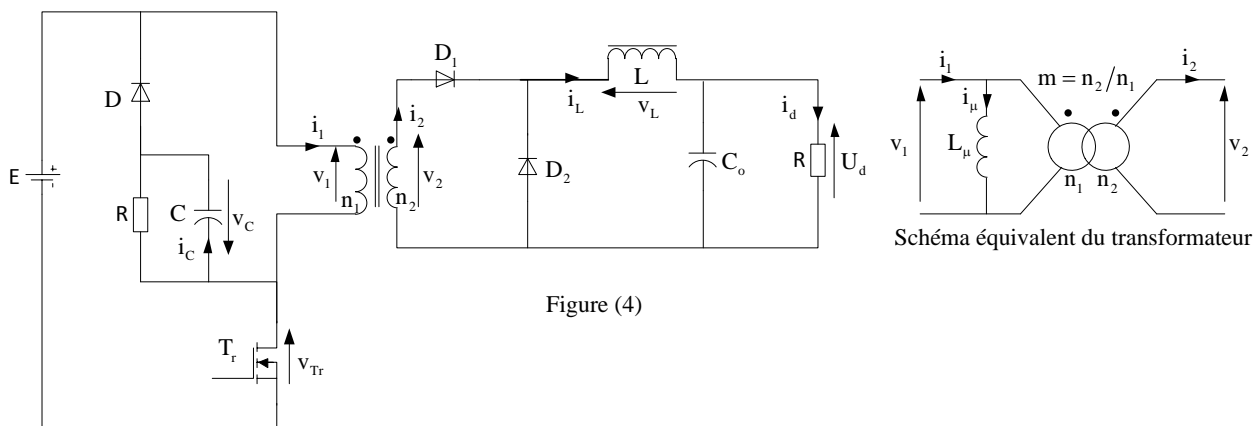 D
E
R
C
v_C
i_C
i_1
v_1
n_1
i_2
v_2
n_2
T_r
v_Tr
D_1
D_2
i_L
L
v_L
C_o
i_d
R
U_d
Figure (4)
i_1
m = n_2/n_1
i_2
i_μ
v_1
L_μ
n_1
n_2
v_2
Schéma équivalent du transformateur